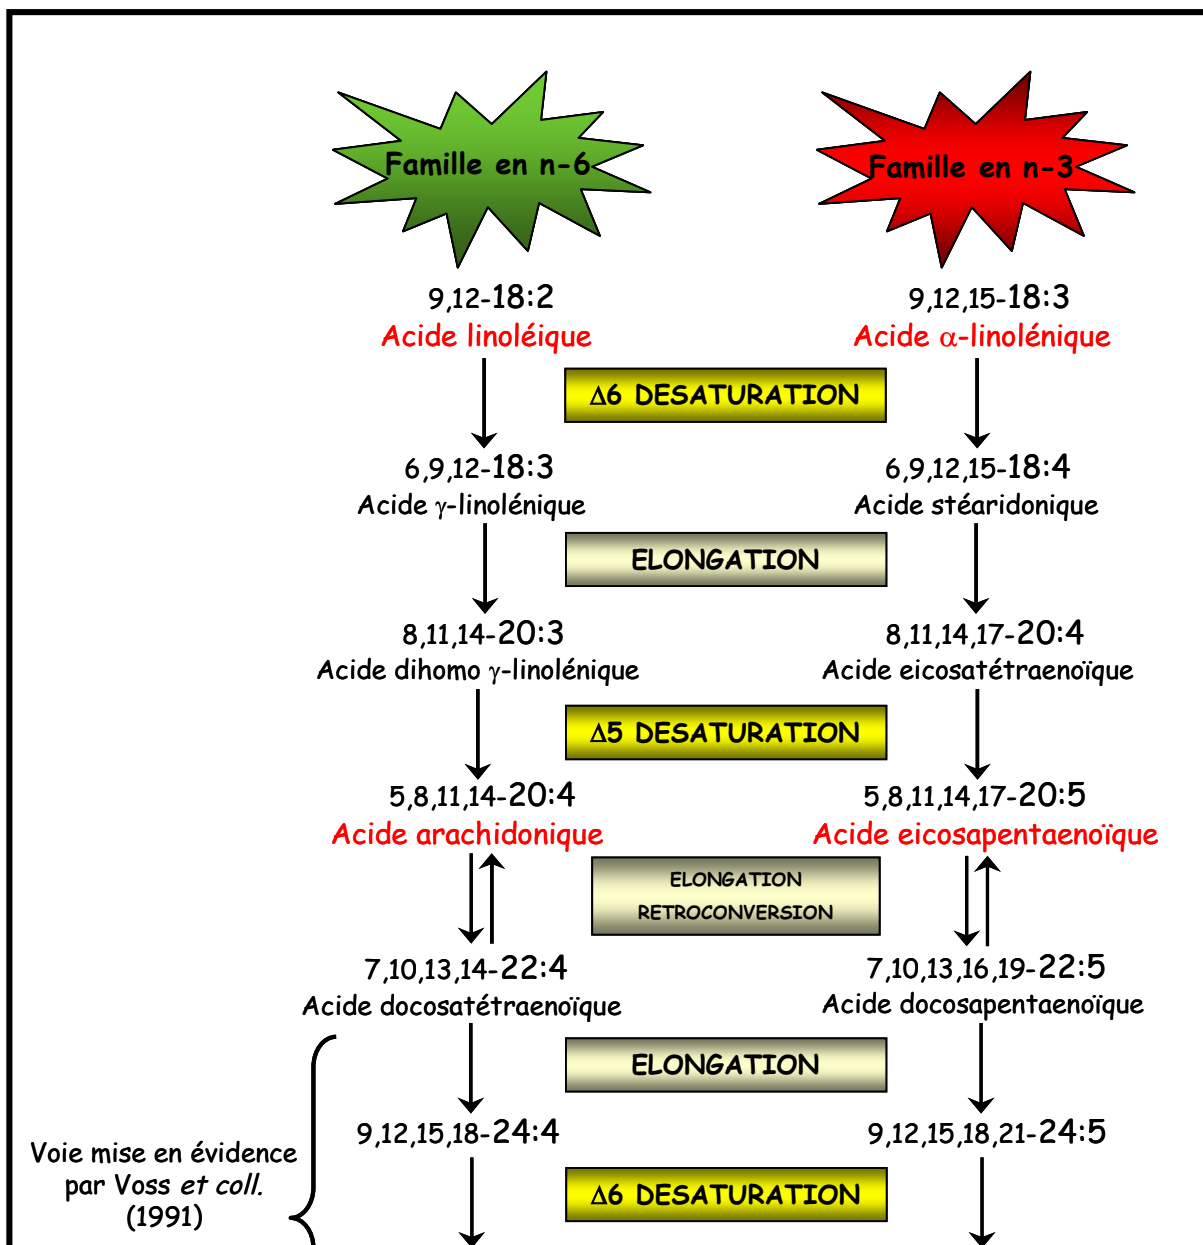 Famille en n-6
Famille en n-3
9,12-18:2
9,12,15-18:3
Acide linoléique
Acide α-linolénique
Δ6 DESATURATION
6,9,12-18:3
6,9,12,15-18:4
Acide γ-linolénique
Acide stéaridonique
ELONGATION
8,11,14-20:3
8,11,14,17-20:4
Acide dihomo γ-linolénique
Acide eicosatétraenoïque
Δ5 DESATURATION
5,8,11,14-20:4
5,8,11,14,17-20:5
Acide arachidonique
Acide eicosapentaenoïque
ELONGATION
RETROCONVERSION
7,10,13,14-22:4
7,10,13,16,19-22:5
Acide docosatétraenoïque
Acide docosapentaenoïque
ELONGATION
9,12,15,18-24:4
9,12,15,18,21-24:5
Voie mise en évidence
par Voss et coll.
(1991)
Δ6 DESATURATION